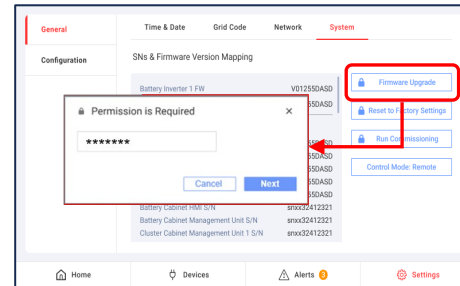 General
Configuration
Time & Date Grid Code Network System
SNs & Firmware Version Mapping
Battery Inverter 1 FW V01255DASD
Firmware Upgrade
55DASD
Reset to Factory Settings
Permission is Required ×
*******
Cancel Next
55DASD
Run Commissioning
55DASD
55DASD
Control Mode: Remote
55DASD
55DASD
Battery Cabinet HMI S/N snxx32412321
Battery Cabinet Management Unit S/N snxx32412321
Cluster Cabinet Management Unit 1 S/N snxx32412321
Home Devices Alerts 3 Settings